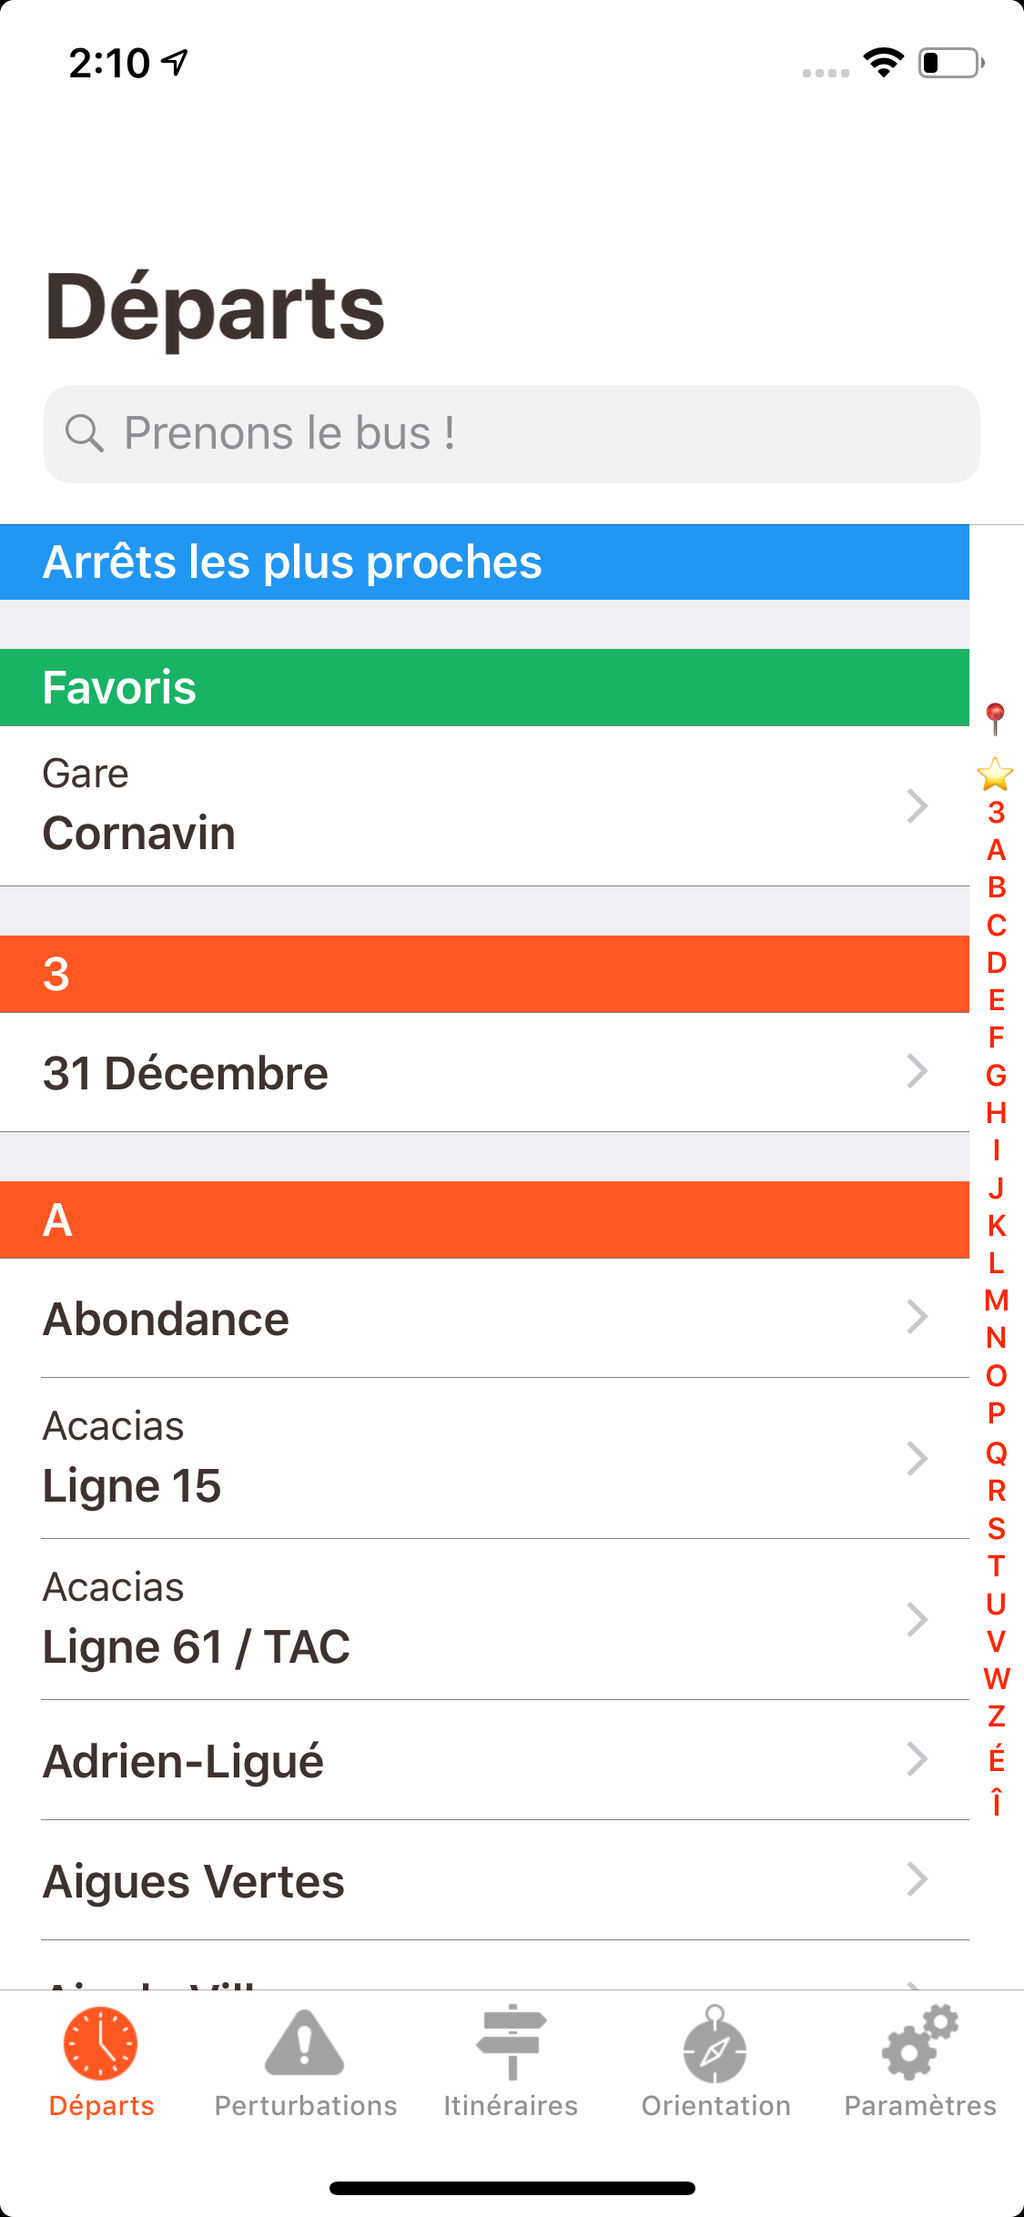 2:10
Départs
Prenons le bus !
Arrêts les plus proches
Favoris
Gare
Cornavin
3
31 Décembre
A
Abondance
Acacias
Ligne 15
Acacias
Ligne 61 / TAC
Adrien-Ligué
Aigues Vertes
3
A
B
C
D
E
F
G
H
I
J
K
L
M
N
O
P
Q
R
S
T
U
V
W
Z
É
Î
Départs
Perturbations
Itinéraires
Orientation
Paramètres